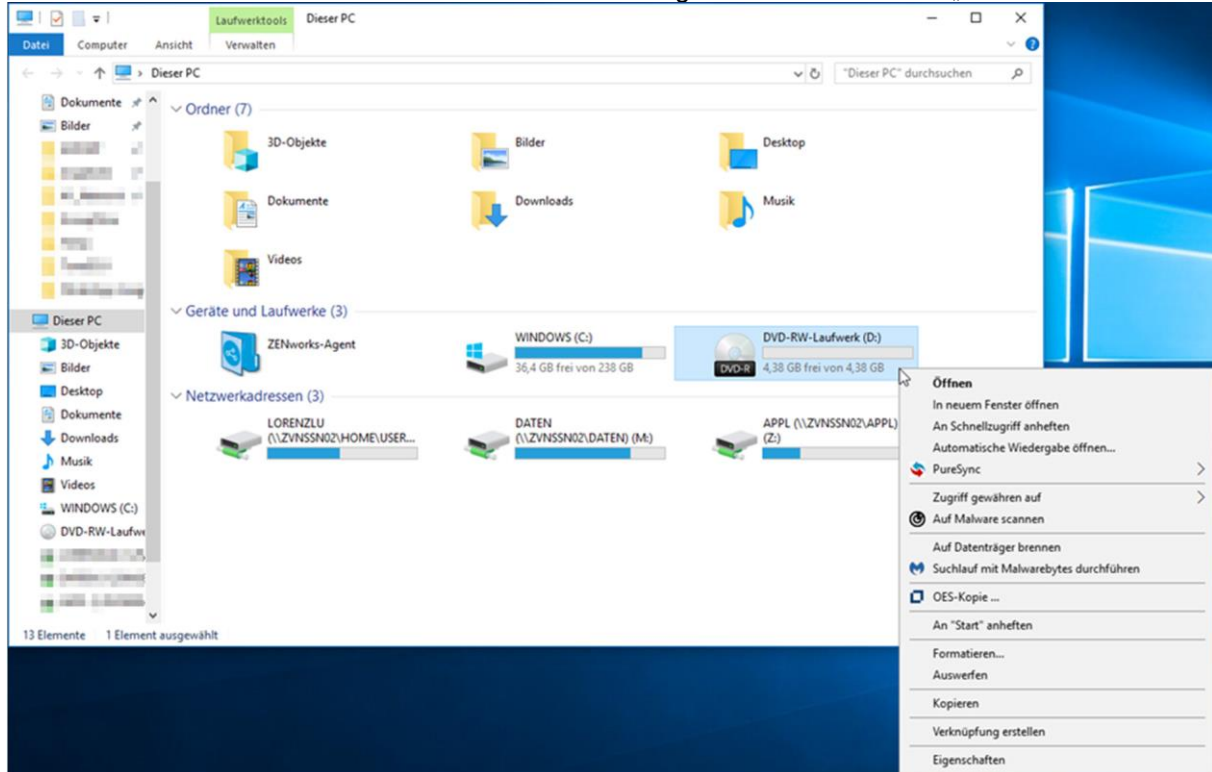 Laufwerktools Dieser PC
Datei Computer Ansicht Verwalten
Dieser PC
"Dieser PC" durchsuchen
Dokumente
Bilder
Dieser PC
3D-Objekte
Bilder
Desktop
Dokumente
Downloads
Musik
Videos
WINDOWS (C:)
DVD-RW-Laufwe
Ordner (7)
3D-Objekte
Bilder
Desktop
Dokumente
Downloads
Musik
Videos
Geräte und Laufwerke (3)
ZENworks-Agent
WINDOWS (C:)
36,4 GB frei von 238 GB
DVD-R
DVD-RW-Laufwerk (D:)
4,38 GB frei von 4,38 GB
Netzwerkadressen (3)
LORENZLU
(\\ZVNSSN02\HOME\USER...
DATEN
(\\ZVNSSN02\DATEN) (M:)
APPL (\\ZVNSSN02\APPL)
(Z:)
13 Elemente 1 Element ausgewählt
Öffnen
In neuem Fenster öffnen
An Schnellzugriff anheften
Automatische Wiedergabe öffnen...
PureSync
Zugriff gewähren auf
Auf Malware scannen
Auf Datenträger brennen
Suchlauf mit Malwarebytes durchführen
OES-Kopie ...
An "Start" anheften
Formatieren...
Auswerfen
Kopieren
Verknüpfung erstellen
Eigenschaften